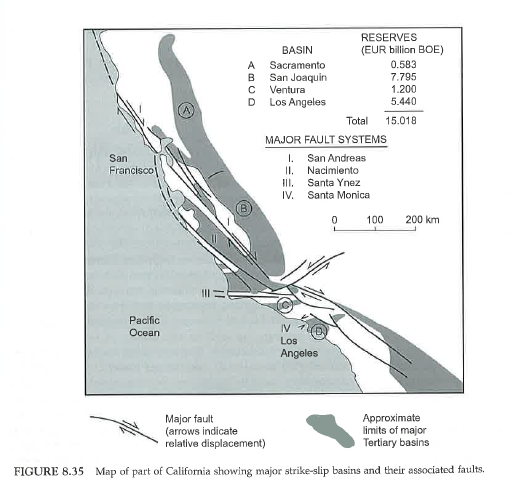 RESERVES
BASIN (EUR billion BOE)
A Sacramento 0.583
B San Joaquin 7.795
C Ventura 1.200
D Los Angeles 5.440
Total 15.018
MAJOR FAULT SYSTEMS
I. San Andreas
II. Nacimiento
III. Santa Ynez
IV. Santa Monica
0 100 200 km
A
I
San
Francisco
B
I
II
III
C
Pacific
Ocean
IV
D
Los
Angeles
Major fault
(arrows indicate
relative displacement)
Approximate
limits of major
Tertiary basins
FIGURE 8.35 Map of part of California showing major strike-slip basins and their associated faults.